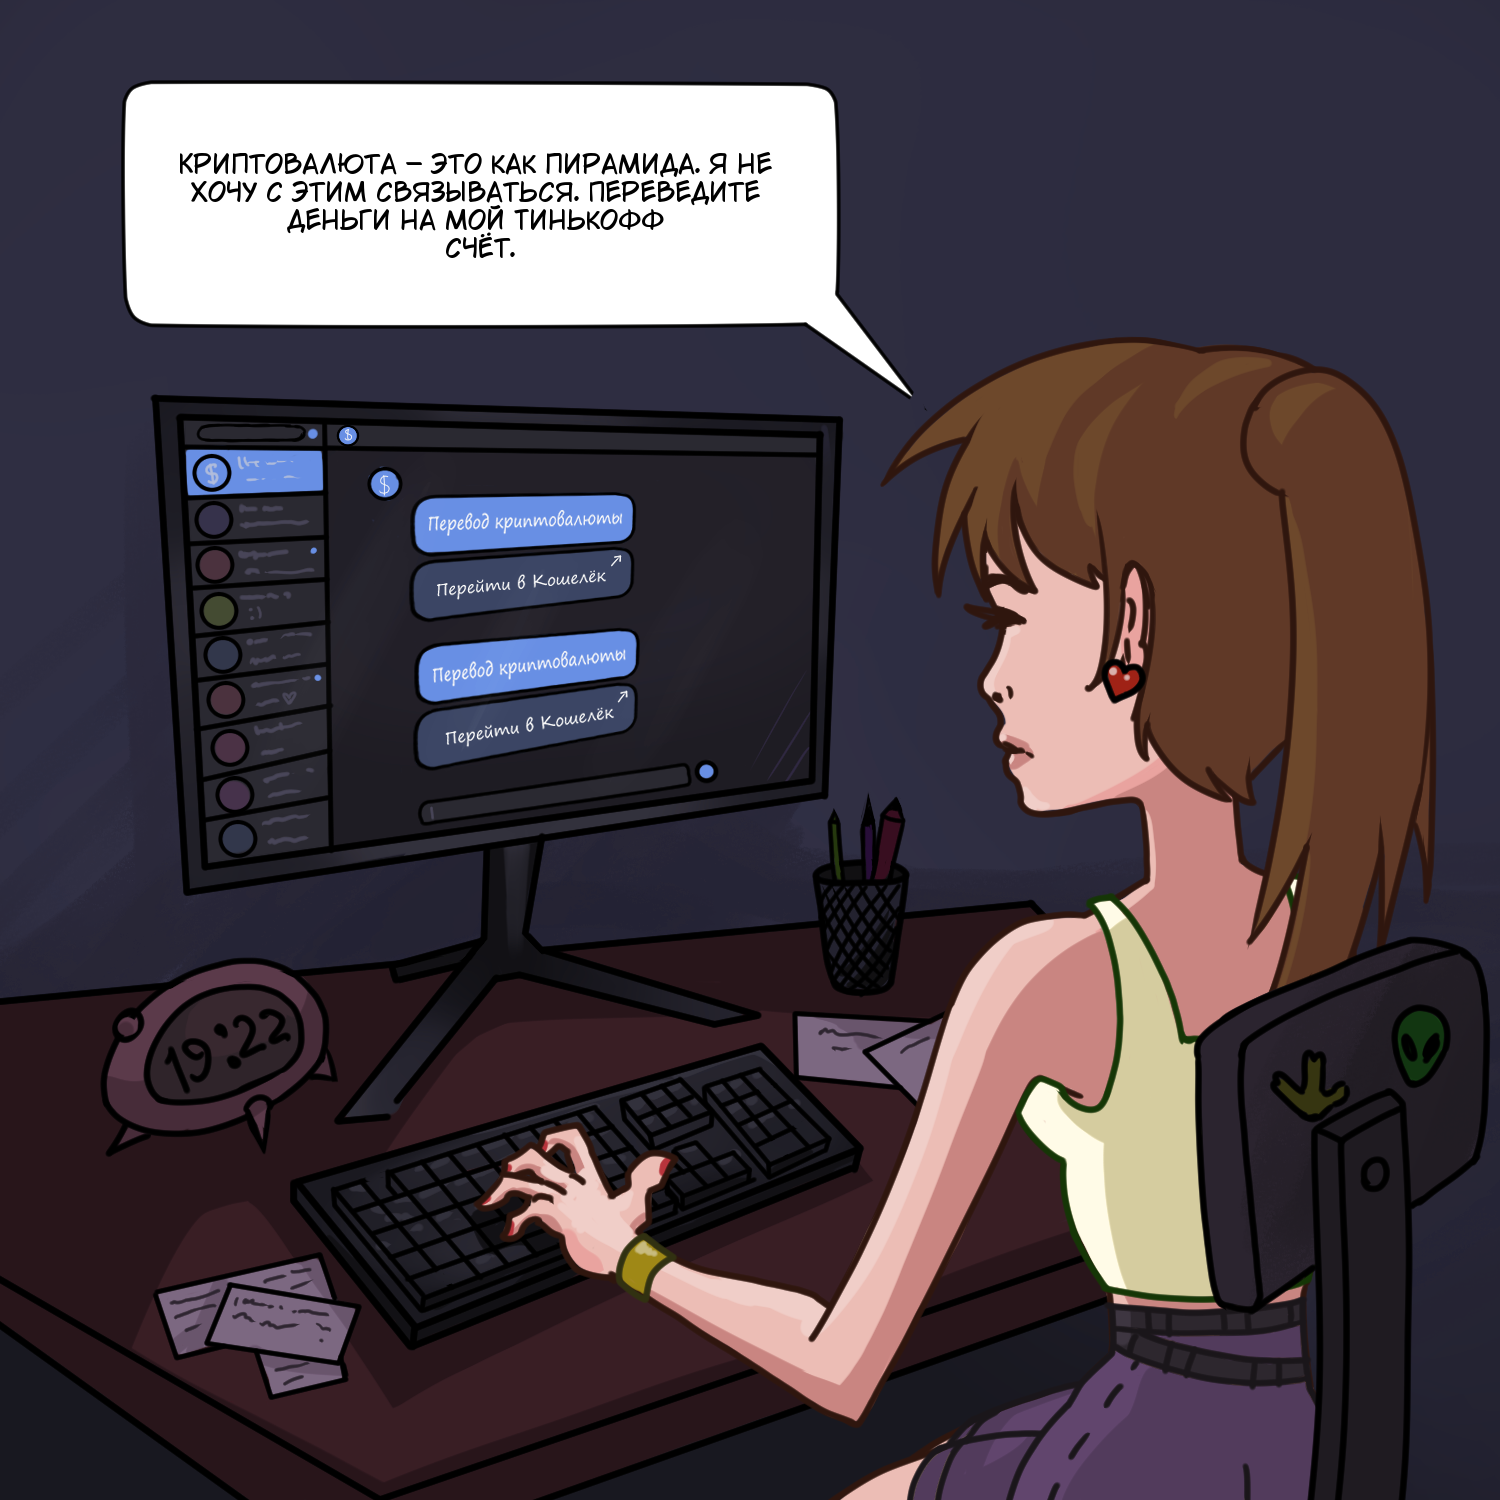 КРИПТОВАЛЮТА – ЭТО КАК ПИРАМИДА. Я НЕ
ХОЧУ С ЭТИМ СВЯЗЫВАТЬСЯ. ПЕРЕВЕДИТЕ
ДЕНЬГИ НА МОЙ ТИНЬКОФФ
СЧЁТ.
$
$
$
Перевод криптовалюты
Перейти в Кошелёк
:)
Перевод криптовалюты
Перейти в Кошелёк
19:22